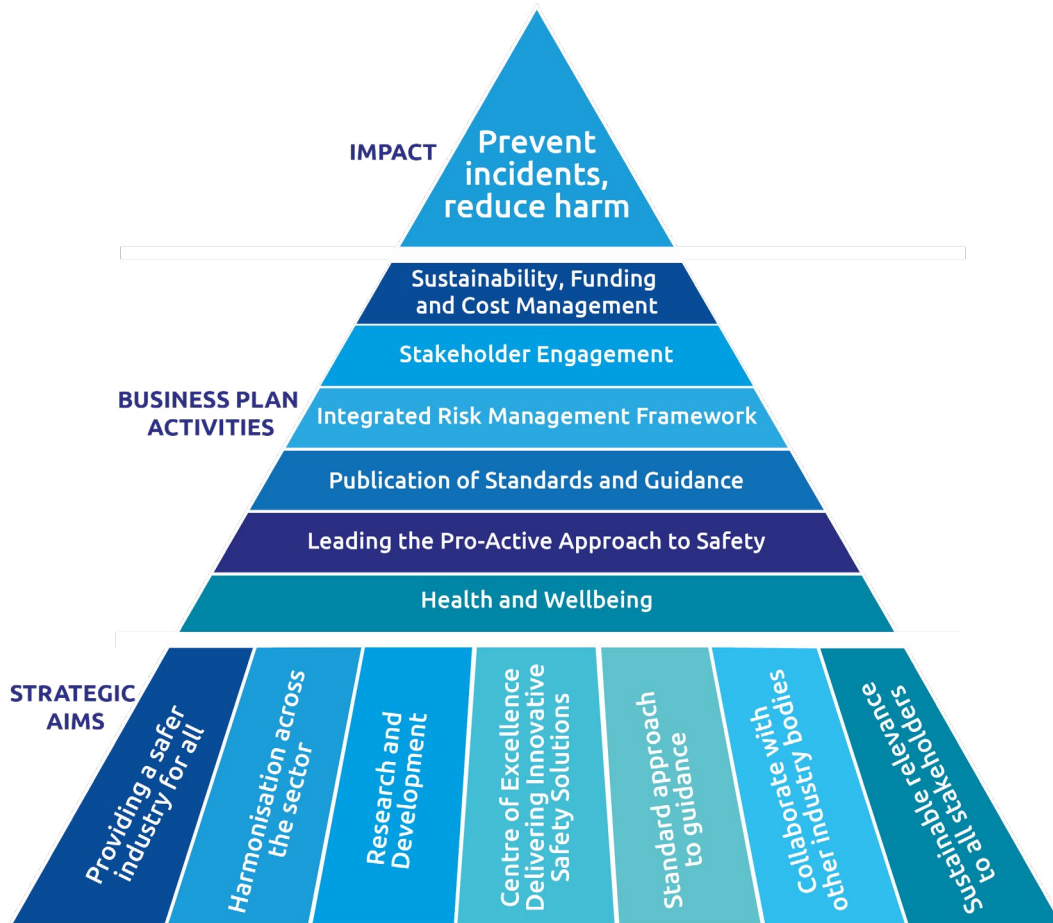 IMPACT
Prevent
incidents,
reduce harm
Sustainability, Funding
and Cost Management
Stakeholder Engagement
BUSINESS PLAN
ACTIVITIES
Integrated Risk Management Framework
Publication of Standards and Guidance
Leading the Pro-Active Approach to Safety
Health and Wellbeing
STRATEGIC
AIMS
Providing a safer
industry for all
Harmonisation across
the sector
Research and
Development
Centre of Excellence
Delivering Innovative
Safety Solutions
Standard approach
to guidance
Collaborate with
other industry bodies
Sustainable relevance
to all stakeholders